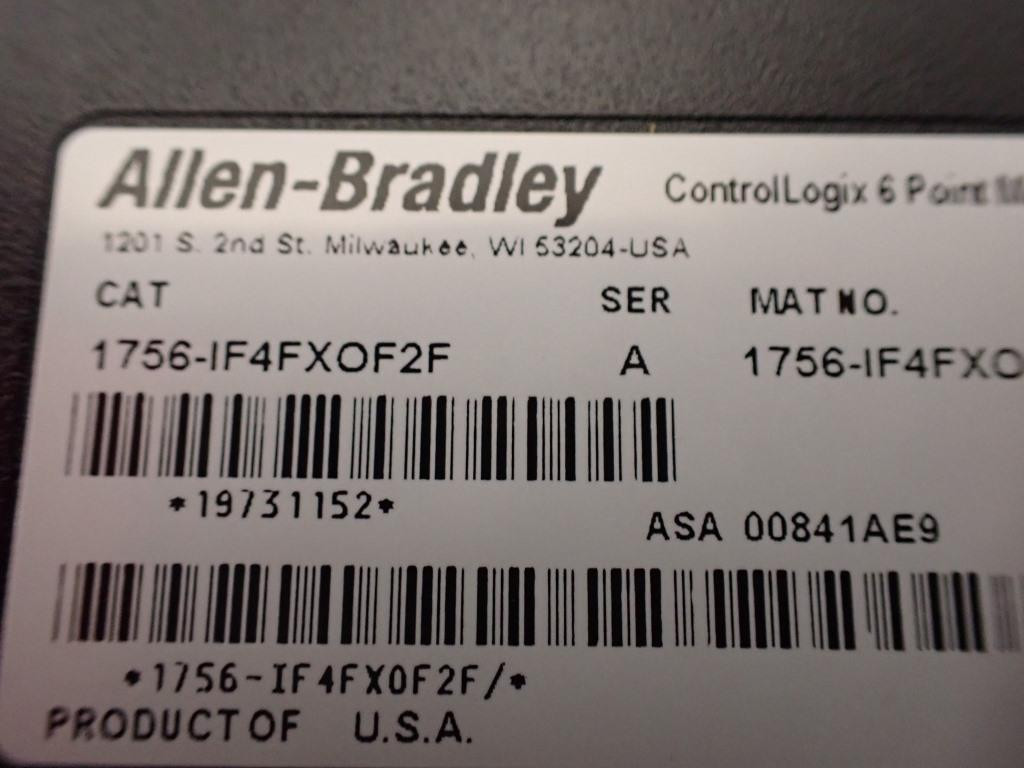 Allen-Bradley ControlLogix 6 Point
1201 S. 2nd St. Milwaukee, WI 53204-USA
CAT SER MAT NO.
1756-IF4FXOF2F A 1756-IF4FXO
*19731152*
ASA 00841AE9
*1756-IF4FXOF2F/*
PRODUCT OF U.S.A.